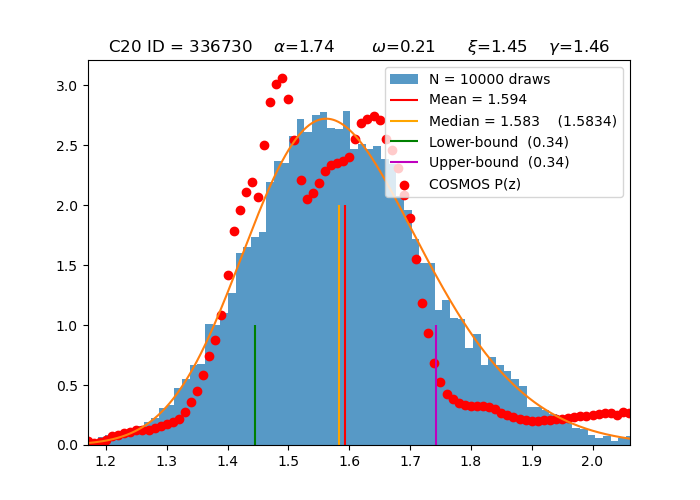 C20 ID = 336730 α=1.74 ω=0.21 ξ=1.45 γ=1.46
N = 10000 draws
Mean = 1.594
Median = 1.583 (1.5834)
Lower-bound (0.34)
Upper-bound (0.34)
COSMOS P(z)
3.0
2.5
2.0
1.5
1.0
0.5
0.0
1.2 1.3 1.4 1.5 1.6 1.7 1.8 1.9 2.0